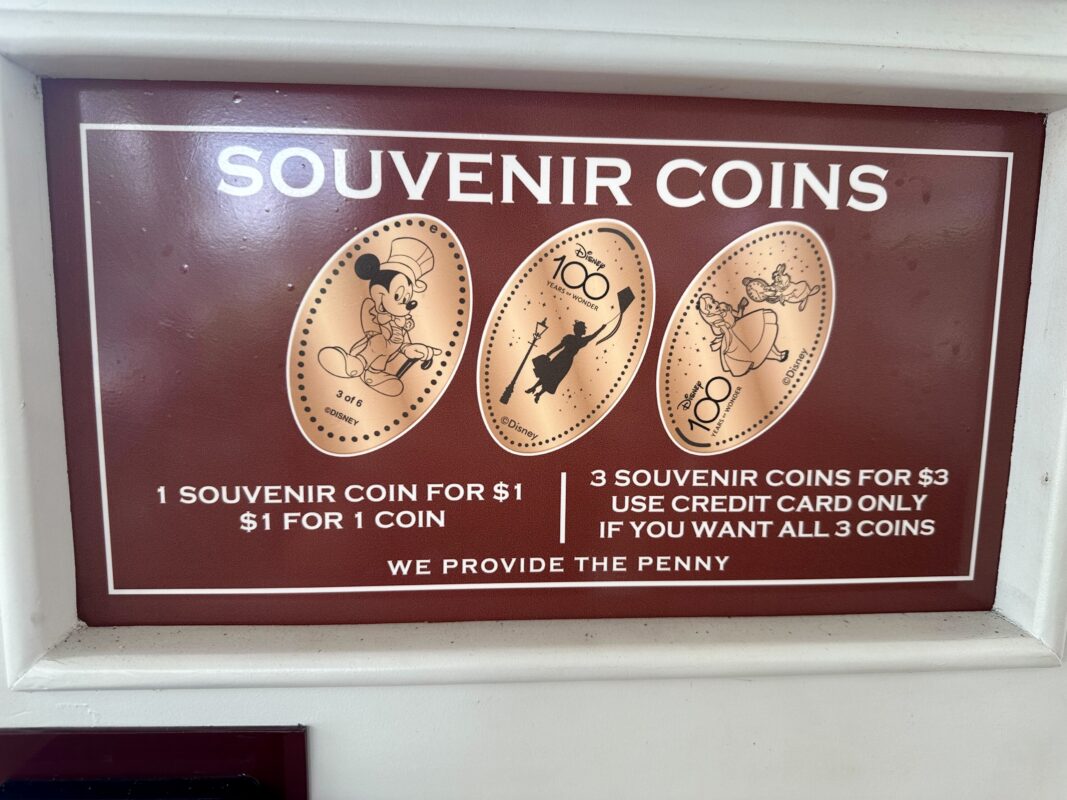 SOUVENIR COINS
e
3 of 6
©DISNEY
Disney
100
YEARS OF WONDER
©Disney
Disney
100
YEARS OF WONDER
©Disney
1 SOUVENIR COIN FOR $1
$1 FOR 1 COIN
3 SOUVENIR COINS FOR $3
USE CREDIT CARD ONLY
IF YOU WANT ALL 3 COINS
WE PROVIDE THE PENNY